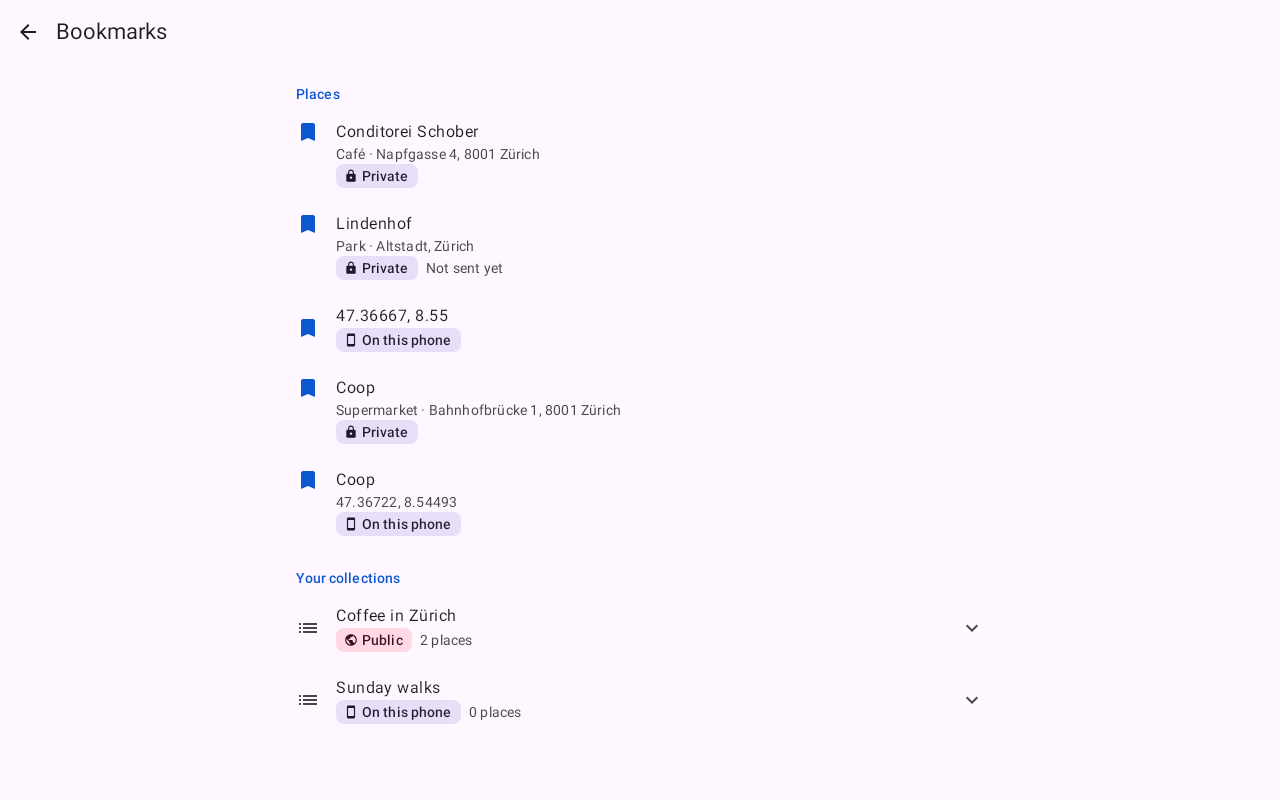 Bookmarks
Places
Conditorei Schober
Café · Napfgasse 4, 8001 Zürich
Private
Lindenhof
Park · Altstadt, Zürich
Private Not sent yet
47.36667, 8.55
On this phone
Coop
Supermarket · Bahnhofbrücke 1, 8001 Zürich
Private
Coop
47.36722, 8.54493
On this phone
Your collections
Coffee in Zürich
Public 2 places
Sunday walks
On this phone 0 places